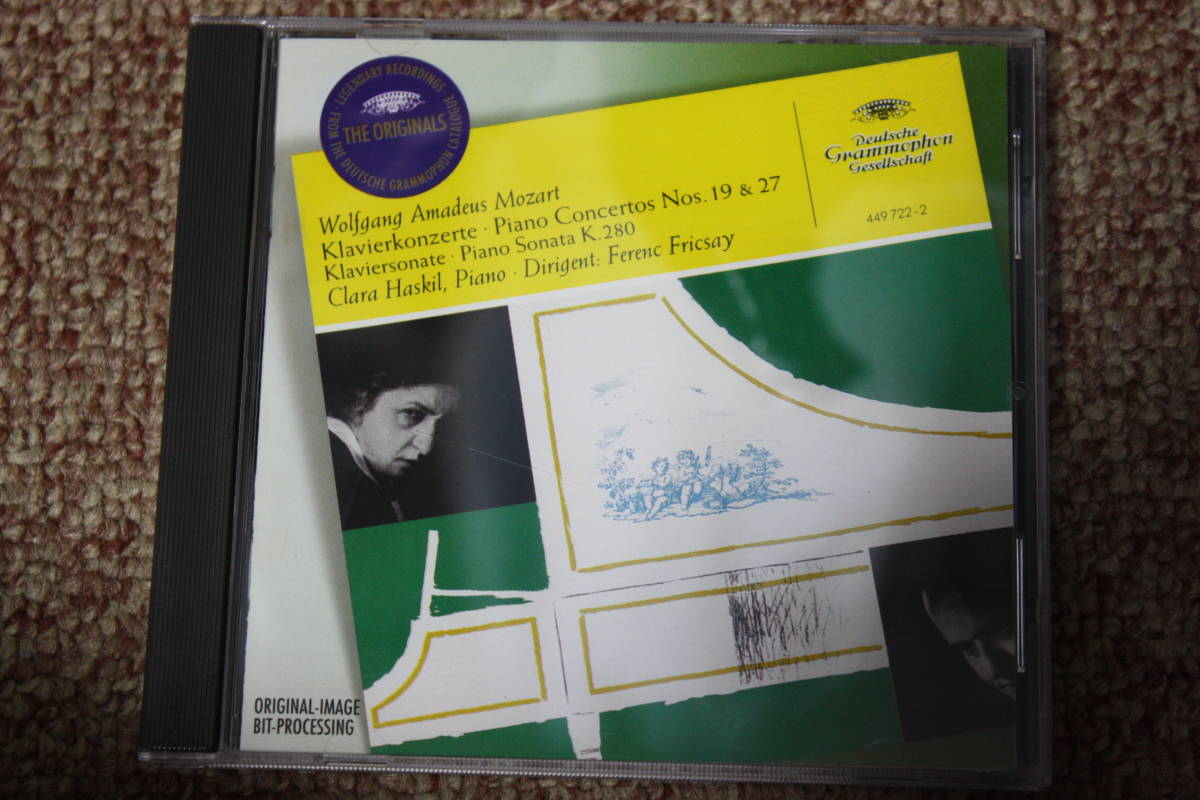 LEGENDARY RECORDINGS
FROM THE DEUTSCHE GRAMMOPHON CATALOGUE
THE ORIGINALS
Deutsche
Grammophon
Gesellschaft
449 722-2
Wolfgang Amadeus Mozart
Klavierkonzerte · Piano Concertos Nos. 19 & 27
Klaviersonate · Piano Sonata K. 280
Clara Haskil, Piano · Dirigent: Ferenc Fricsay
ORIGINAL-IMAGE
BIT-PROCESSING